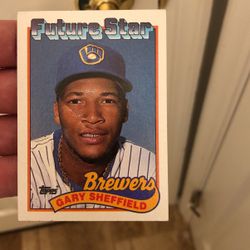 Future Star
Topps
Brewers
GARY SHEFFIELD